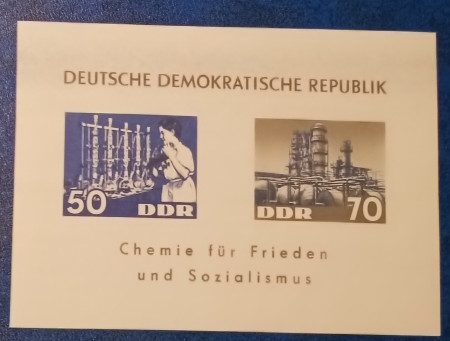 DEUTSCHE DEMOKRATISCHE REPUBLIK
50 DDR
DDR 70
Chemie für Frieden
und Sozialismus